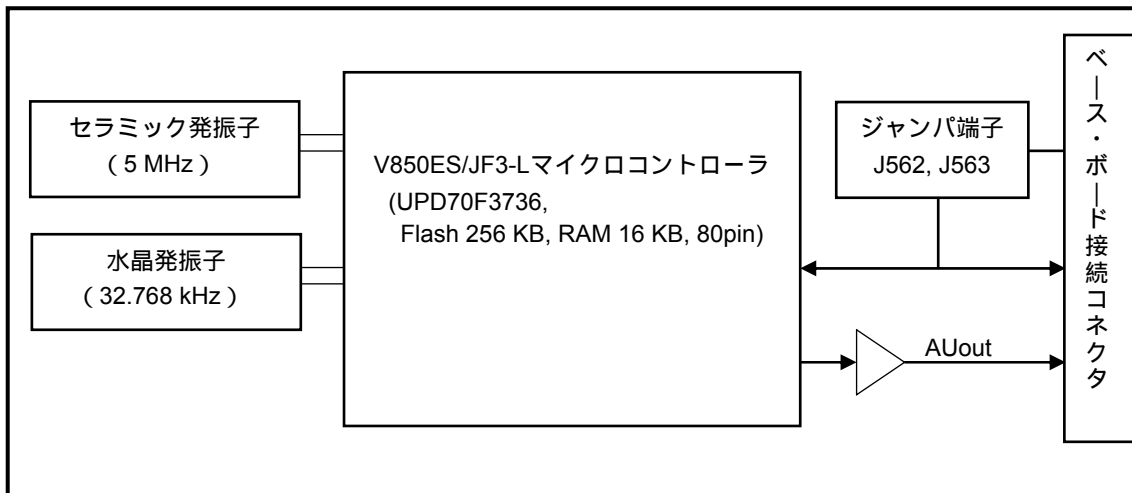 セラミック発振子
（5 MHz）
水晶発振子
（32.768 kHz）
V850ES/JF3-Lマイクロコントローラ
(UPD70F3736,
Flash 256 KB, RAM 16 KB, 80pin)
ジャンパ端子
J562, J563
AUout
ベース・ボード接続コネクタ